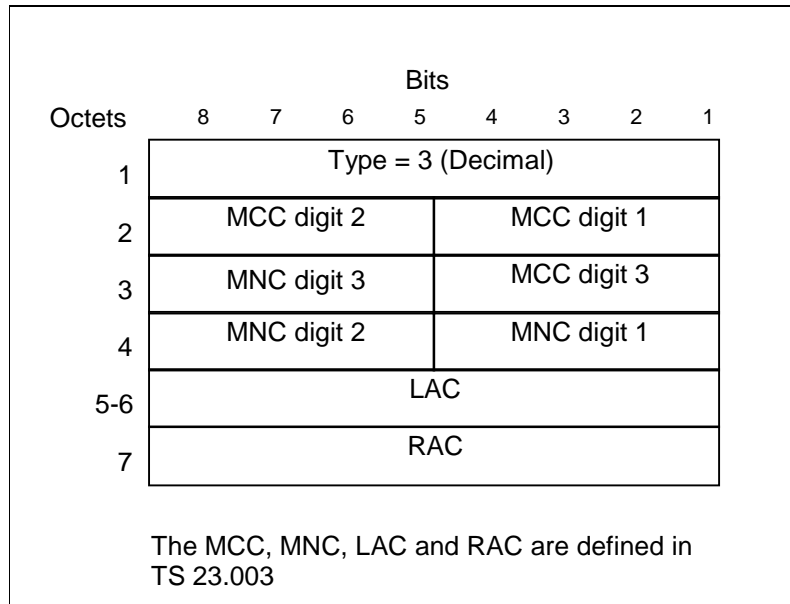 Bits
Octets 8 7 6 5 4 3 2 1
1 Type = 3 (Decimal)
2 MCC digit 2 MCC digit 1
3 MNC digit 3 MCC digit 3
4 MNC digit 2 MNC digit 1
5-6 LAC
7 RAC
The MCC, MNC, LAC and RAC are defined in
TS 23.003